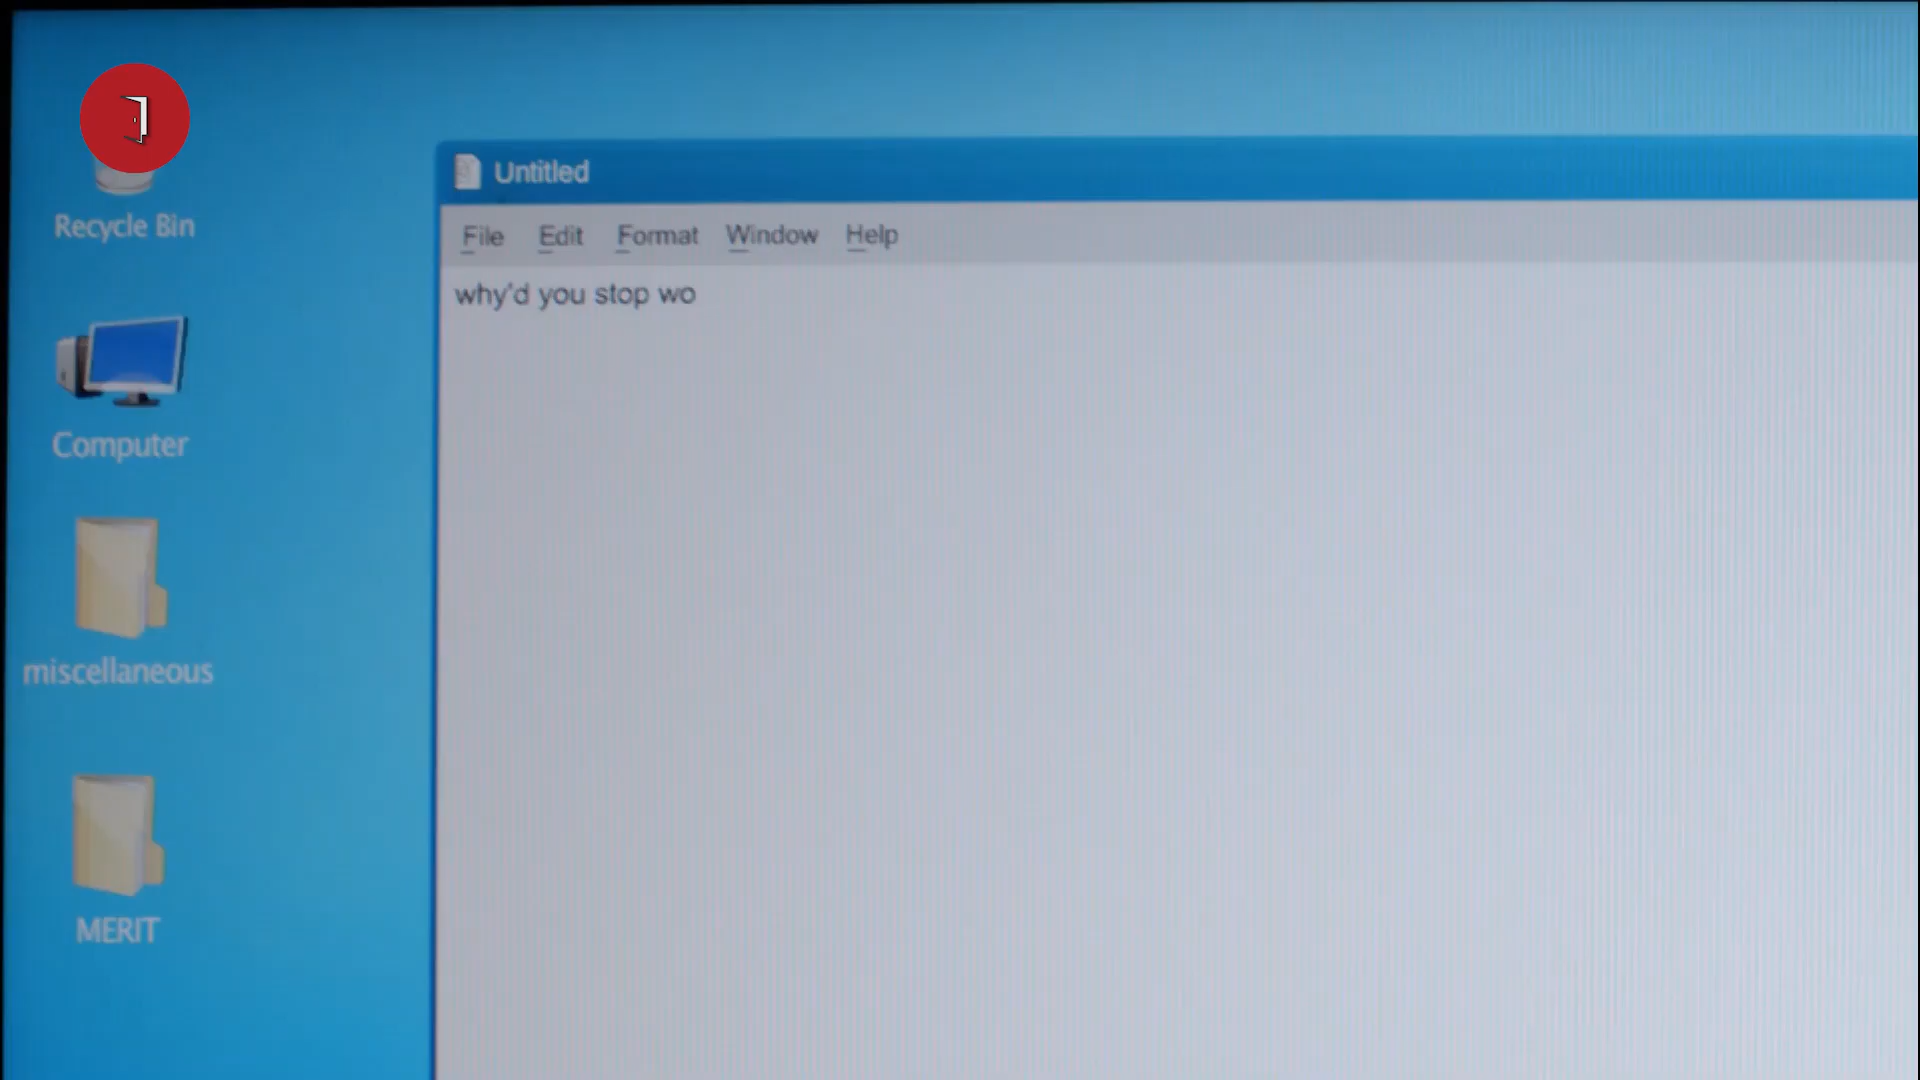 Untitled
File Edit Format Window Help
why'd you stop wo
Recycle Bin
Computer
miscellaneous
MERIT